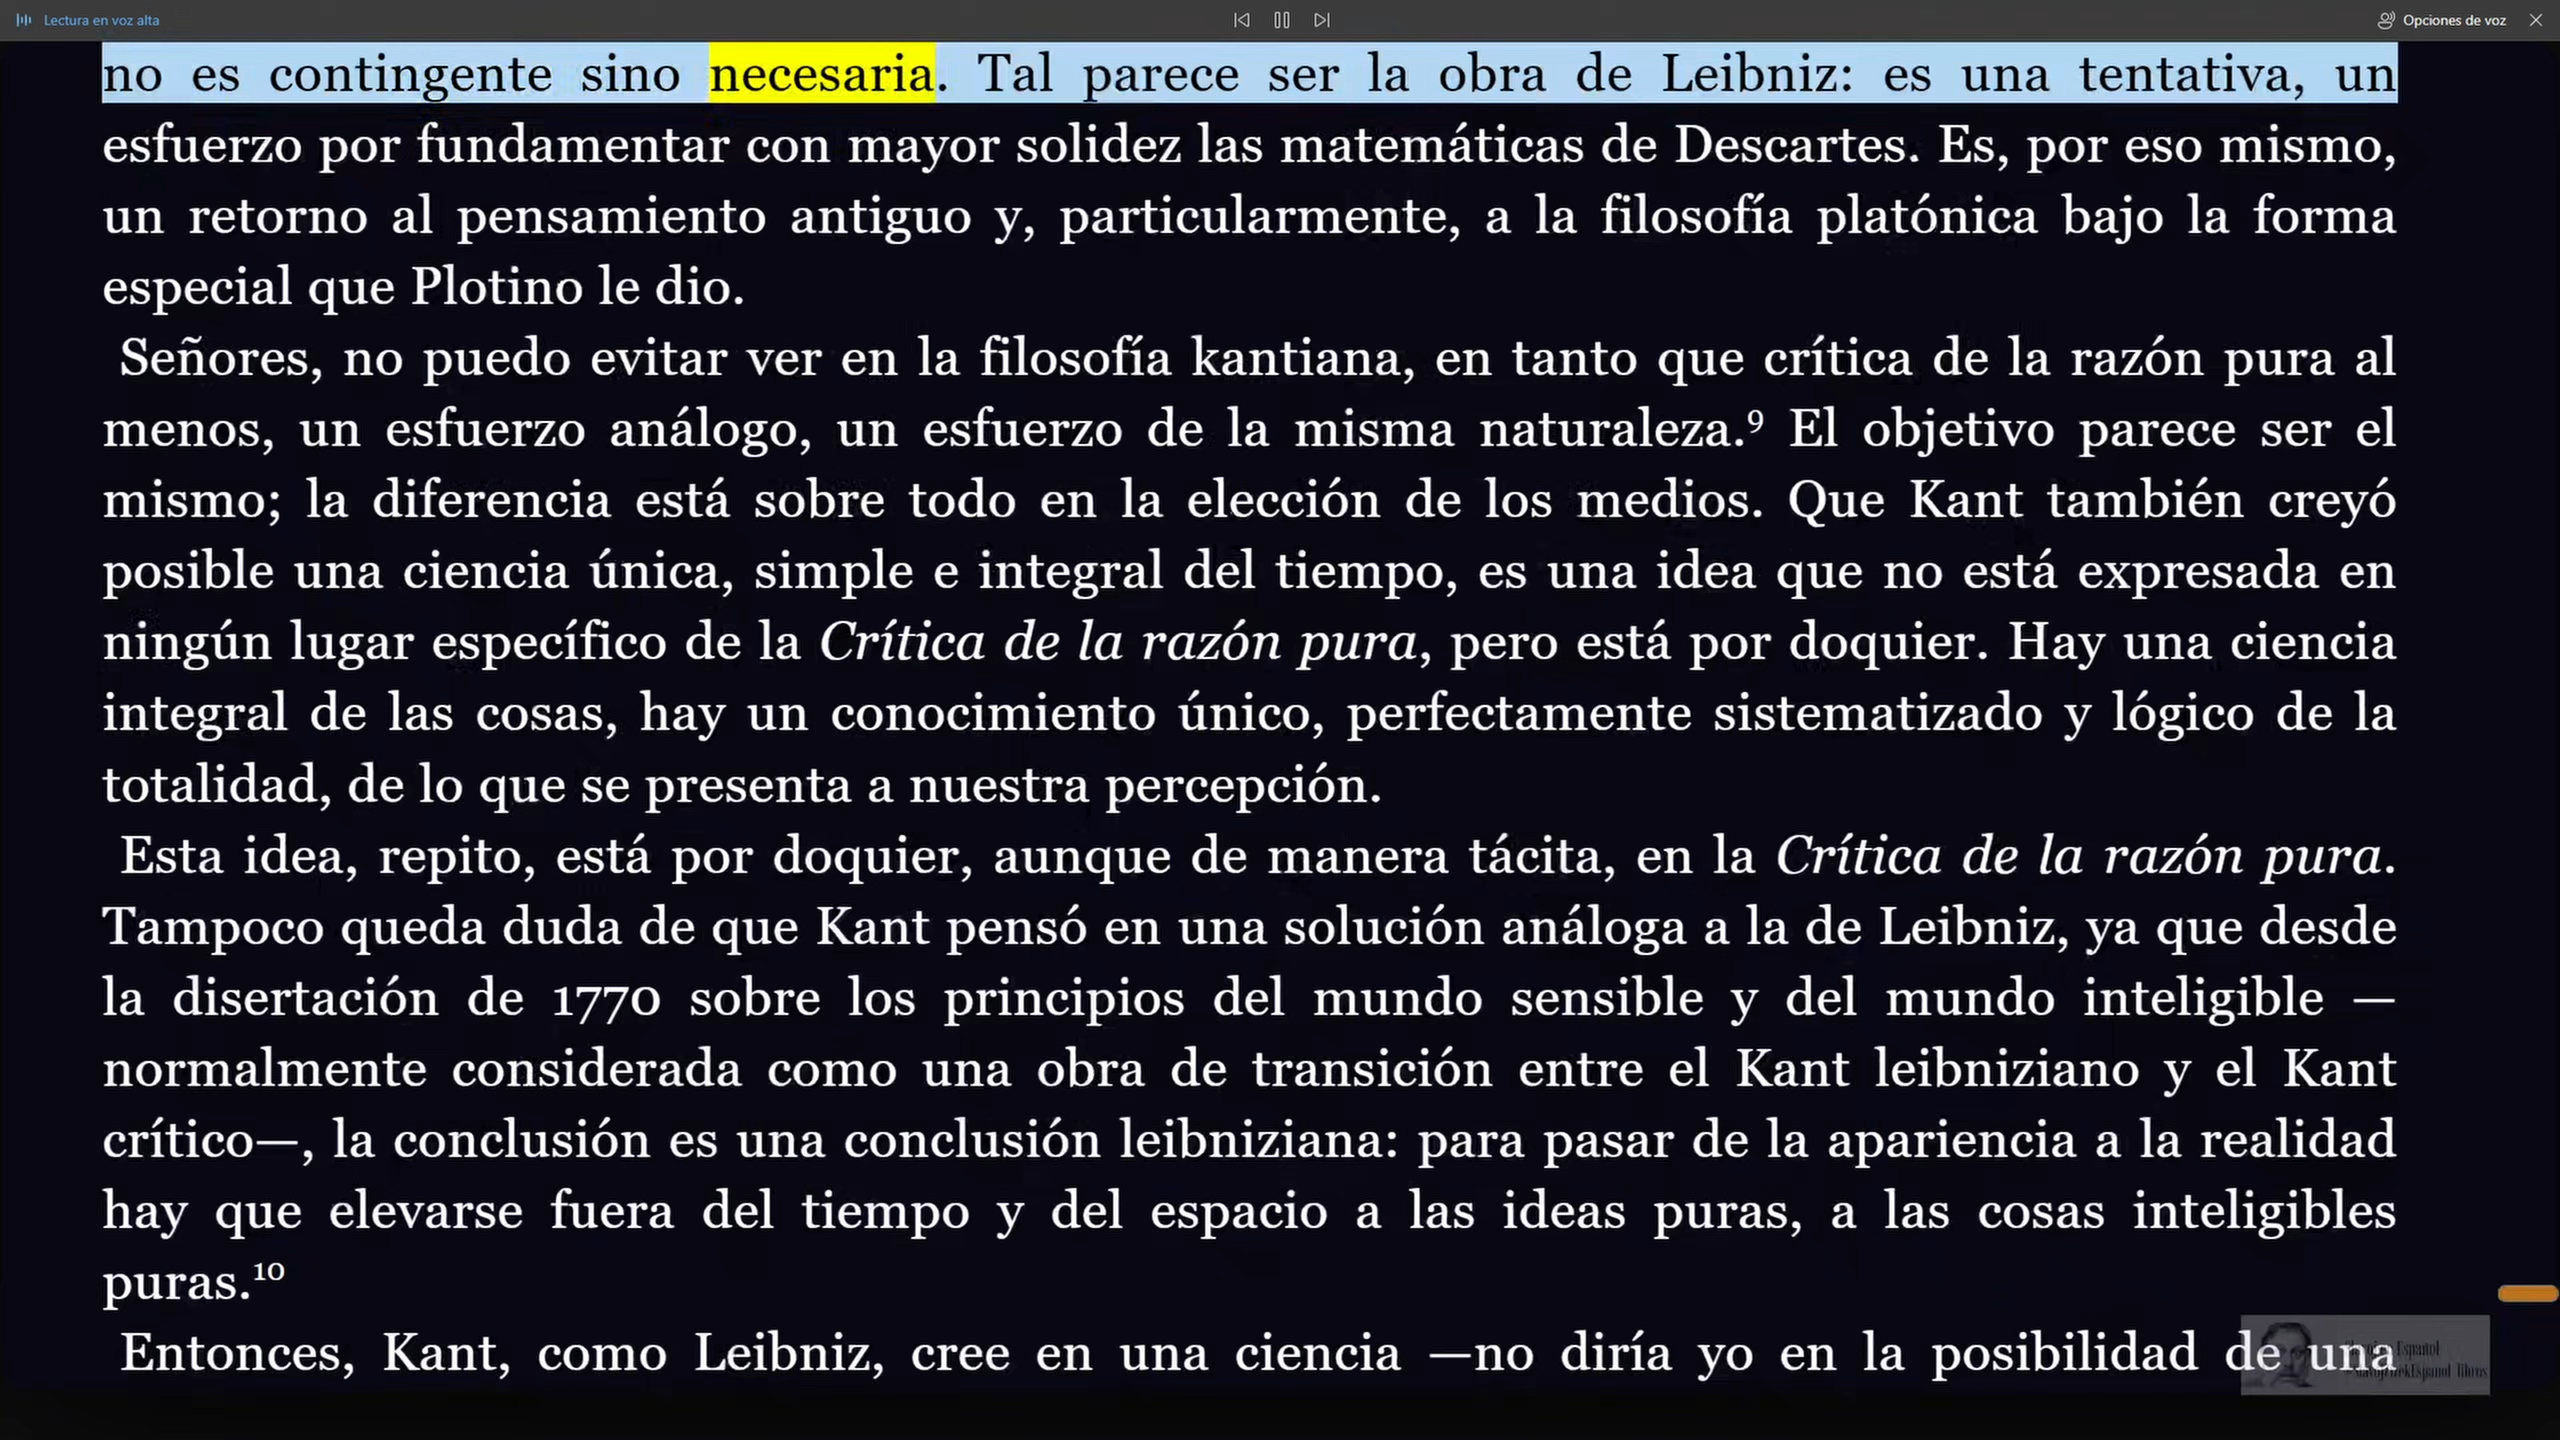 Lectura en voz alta
Opciones de voz
no es contingente sino necesaria. Tal parece ser la obra de Leibniz: es una tentativa, un
esfuerzo por fundamentar con mayor solidez las matemáticas de Descartes. Es, por eso mismo,
un retorno al pensamiento antiguo y, particularmente, a la filosofía platónica bajo la forma
especial que Plotino le dio.
Señores, no puedo evitar ver en la filosofía kantiana, en tanto que crítica de la razón pura al
menos, un esfuerzo análogo, un esfuerzo de la misma naturaleza.⁹ El objetivo parece ser el
mismo; la diferencia está sobre todo en la elección de los medios. Que Kant también creyó
posible una ciencia única, simple e integral del tiempo, es una idea que no está expresada en
ningún lugar específico de la Crítica de la razón pura, pero está por doquier. Hay una ciencia
integral de las cosas, hay un conocimiento único, perfectamente sistematizado y lógico de la
totalidad, de lo que se presenta a nuestra percepción.
Esta idea, repito, está por doquier, aunque de manera tácita, en la Crítica de la razón pura.
Tampoco queda duda de que Kant pensó en una solución análoga a la de Leibniz, ya que desde
la disertación de 1770 sobre los principios del mundo sensible y del mundo inteligible —
normalmente considerada como una obra de transición entre el Kant leibniziano y el Kant
crítico—, la conclusión es una conclusión leibniziana: para pasar de la apariencia a la realidad
hay que elevarse fuera del tiempo y del espacio a las ideas puras, a las cosas inteligibles
puras.¹⁰
Entonces, Kant, como Leibniz, cree en una ciencia —no diría yo en la posibilidad de una
Español